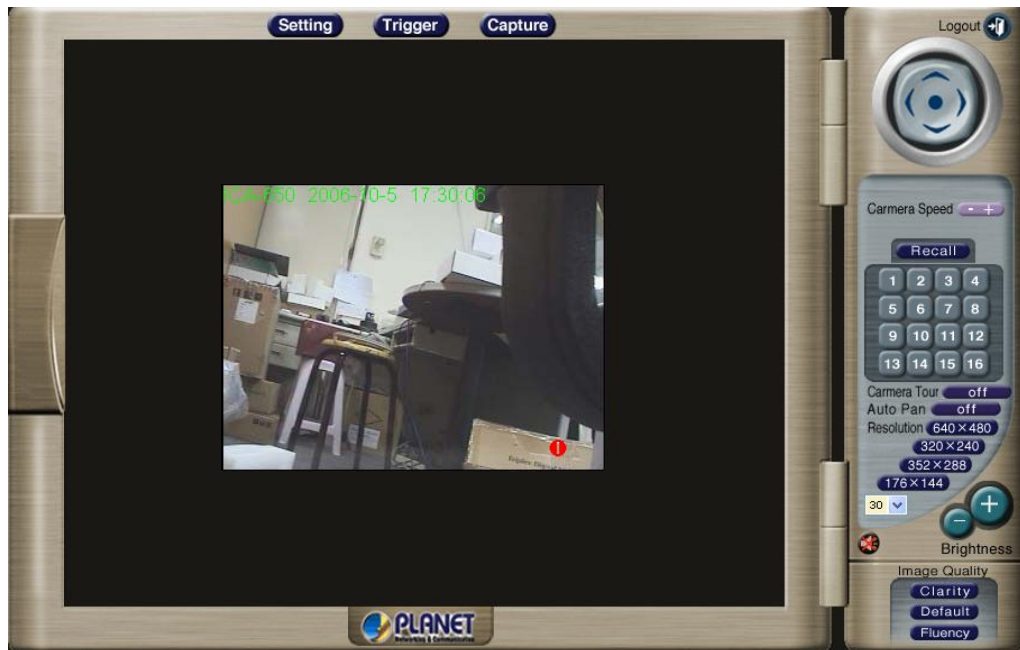 Setting Trigger Capture
Logout
ICA-650 2006-10-5 17:30:06
Carmera Speed - +
Recall
1 2 3 4
5 6 7 8
9 10 11 12
13 14 15 16
Carmera Tour off
Auto Pan off
Resolution 640×480
320×240
352×288
176×144
30
+
-
Brightness
Image Quality
Clarity
Default
Fluency
PLANET
Networking & Communication